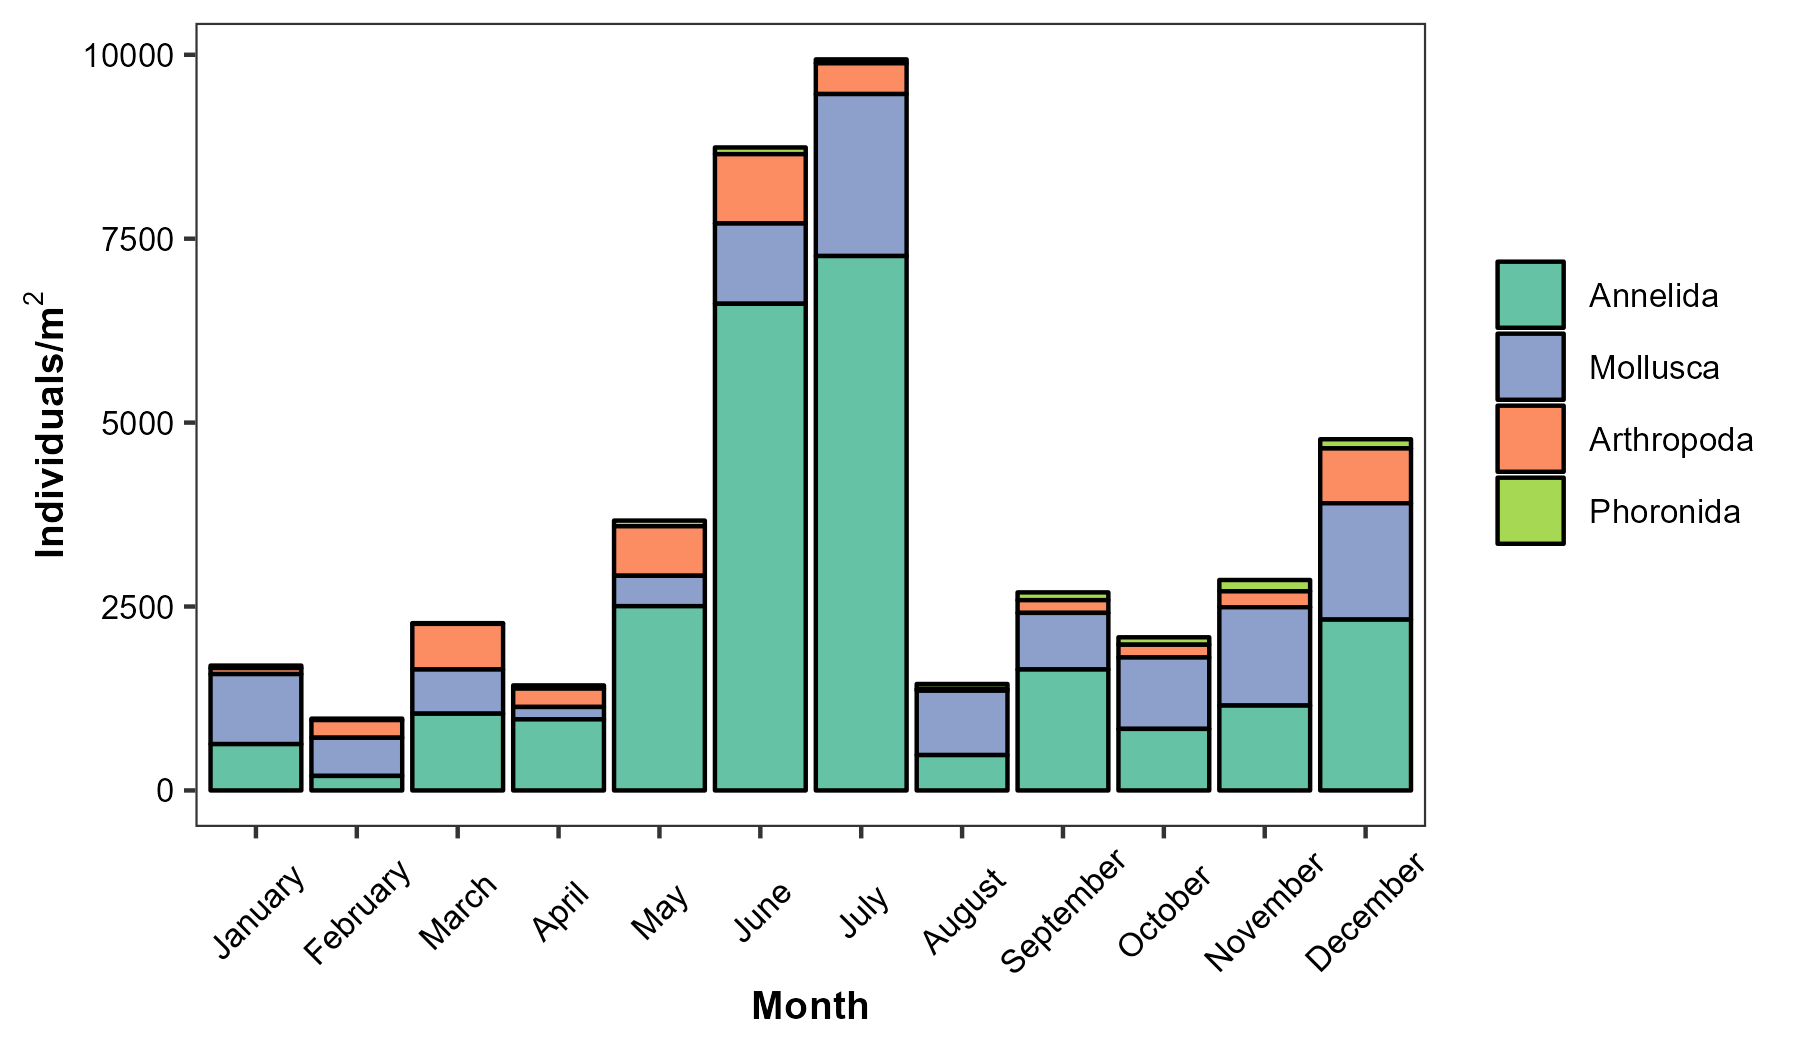 Individuals/m²
10000
7500
5000
2500
0
January
February
March
April
May
June
July
August
September
October
November
December
Month
Annelida
Mollusca
Arthropoda
Phoronida